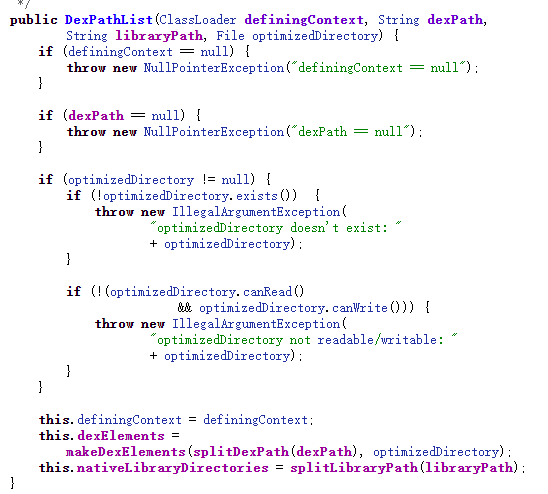 */
public DexPathList(ClassLoader definingContext, String dexPath,
        String libraryPath, File optimizedDirectory) {
    if (definingContext == null) {
        throw new NullPointerException("definingContext == null");
    }

    if (dexPath == null) {
        throw new NullPointerException("dexPath == null");
    }

    if (optimizedDirectory != null) {
        if (!optimizedDirectory.exists())  {
            throw new IllegalArgumentException(
                    "optimizedDirectory doesn't exist: "
                    + optimizedDirectory);
        }

        if (!(optimizedDirectory.canRead()
                        && optimizedDirectory.canWrite())) {
            throw new IllegalArgumentException(
                    "optimizedDirectory not readable/writable: "
                    + optimizedDirectory);
        }
    }

    this.definingContext = definingContext;
    this.dexElements =
        makeDexElements(splitDexPath(dexPath), optimizedDirectory);
    this.nativeLibraryDirectories = splitLibraryPath(libraryPath);
}